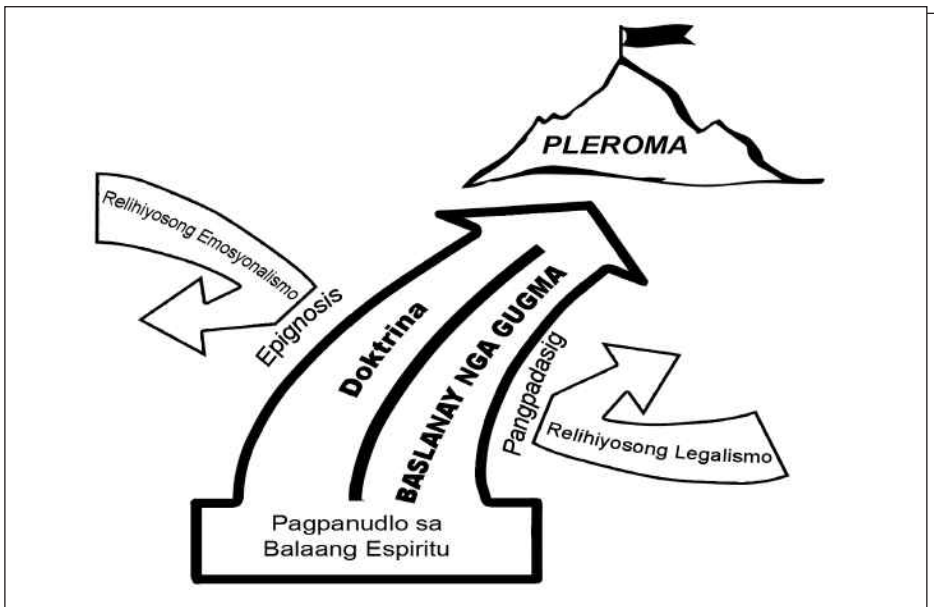 PLEROMA
Relihiyosong Emosyonalismo
Epignosis
Doktrina
BASLANAY NGA GUGMA
Pangpadasig
Relihiyosong Legalismo
Pagpanudlo sa
Balaang Espiritu